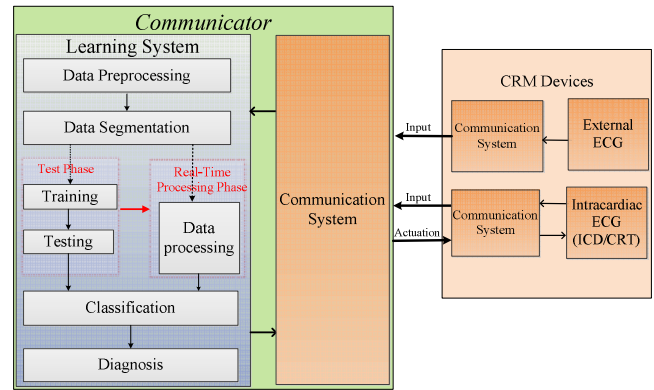 Communicator
Learning System
Data Preprocessing
Data Segmentation
Test Phase
Training
Testing
Real-Time
Processing Phase
Data
processing
Classification
Diagnosis
Communication
System
Input
Input
Actuation
CRM Devices
Communication
System
External
ECG
Communication
System
Intracardiac
ECG
(ICD/CRT)